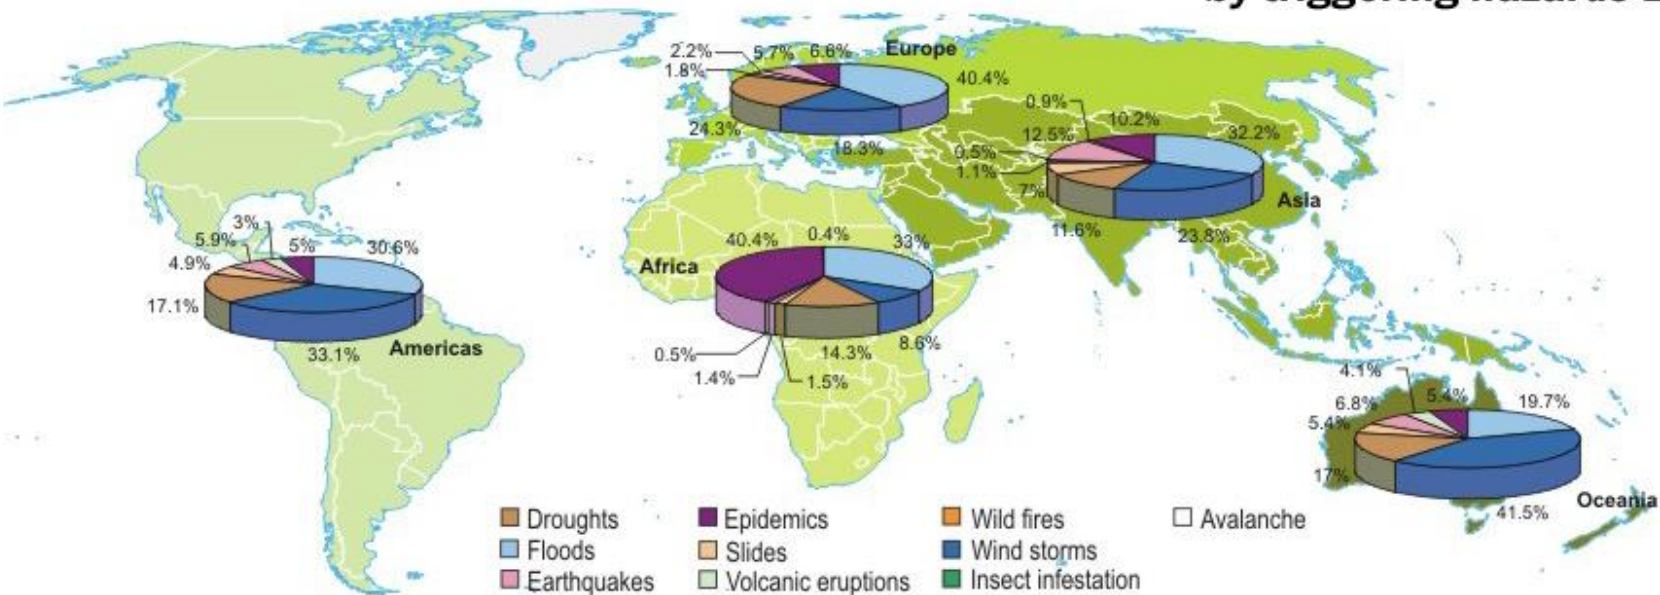 Europe
2.2%
5.7%
6.6%
1.8%
40.4%
24.3%
18.3%
0.9%
10.2%
12.5%
32.2%
0.5%
1.1%
7%
11.6%
23.8%
Asia
3%
5.9%
5%
30.6%
4.9%
17.1%
33.1%
Americas
40.4%
0.4%
33%
Africa
0.5%
14.3%
8.6%
1.4%
1.5%
4.1%
6.8%
5.4%
19.7%
5.4%
17%
41.5%
Oceania
Droughts
Epidemics
Wild fires
Avalanche
Floods
Slides
Wind storms
Earthquakes
Volcanic eruptions
Insect infestation